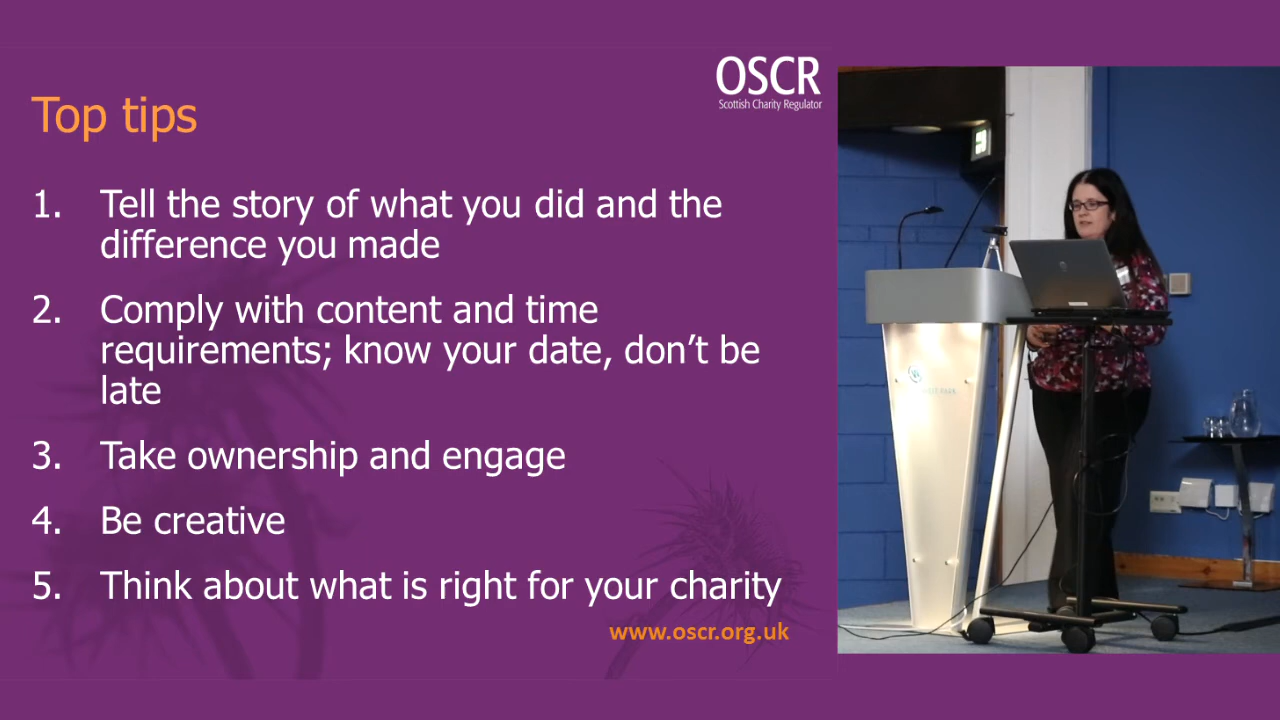 OSCR
Scottish Charity Regulator
Top tips
1. Tell the story of what you did and the
difference you made
2. Comply with content and time
requirements; know your date, don’t be
late
3. Take ownership and engage
4. Be creative
5. Think about what is right for your charity
www.oscr.org.uk